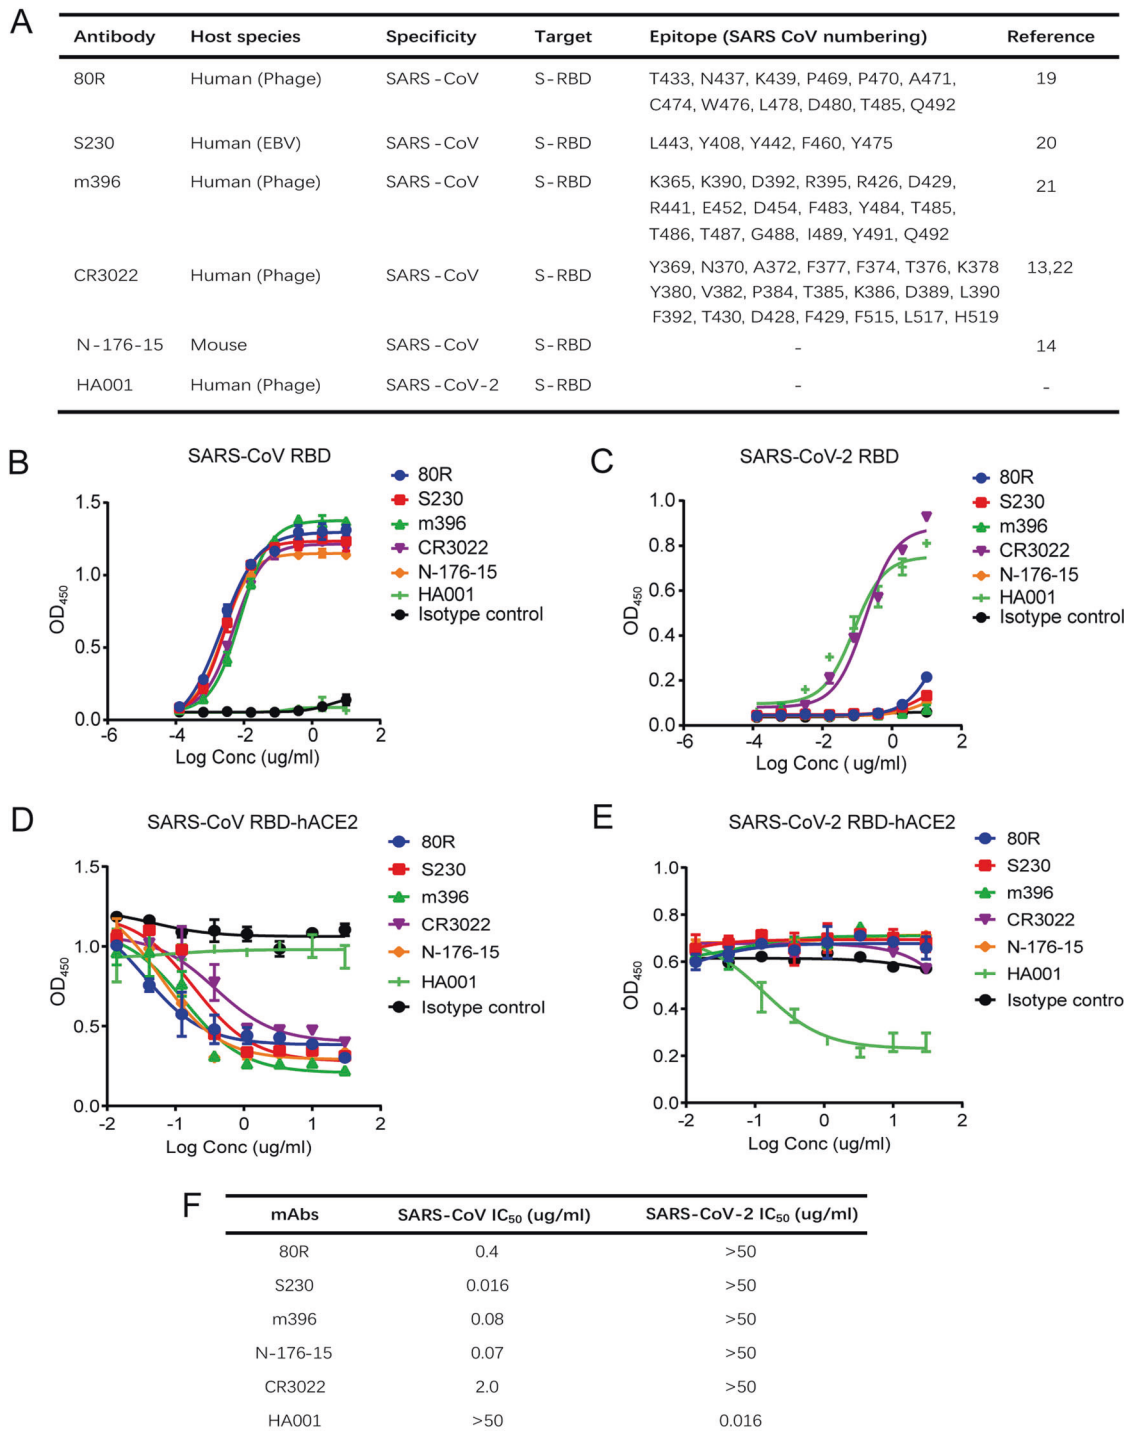 A
Antibody Host species Specificity Target Epitope (SARS CoV numbering) Reference
80R Human (Phage) SARS-CoV S-RBD T433, N437, K439, P469, P470, A471, 19
C474, W476, L478, D480, T485, Q492
S230 Human (EBV) SARS-CoV S-RBD L443, Y408, Y442, F460, Y475 20
m396 Human (Phage) SARS-CoV S-RBD K365, K390, D392, R395, R426, D429, 21
R441, E452, D454, F483, Y484, T485,
T486, T487, G488, I489, Y491, Q492
CR3022 Human (Phage) SARS-CoV S-RBD Y369, N370, A372, F377, F374, T376, K378 13,22
Y380, V382, P384, T385, K386, D389, L390
F392, T430, D428, F429, F515, L517, H519
N-176-15 Mouse SARS-CoV S-RBD - 14
HA001 Human (Phage) SARS-CoV-2 S-RBD - -
B
SARS-CoV RBD
1.5
1.0
0.5
0.0
OD450
-6 -4 -2 0 2
Log Conc (ug/ml)
80R
S230
m396
CR3022
N-176-15
HA001
Isotype control
C
SARS-CoV-2 RBD
1.0
0.8
0.6
0.4
0.2
0.0
OD450
-6 -4 -2 0 2
Log Conc ( ug/ml)
80R
S230
m396
CR3022
N-176-15
HA001
Isotype control
D
SARS-CoV RBD-hACE2
1.5
1.0
0.5
0.0
OD450
-2 -1 0 1 2
Log Conc (ug/ml)
80R
S230
m396
CR3022
N-176-15
HA001
Isotype control
E
SARS-CoV-2 RBD-hACE2
1.0
0.8
0.6
0.4
0.2
0.0
OD450
-2 -1 0 1 2
Log Conc (ug/ml)
80R
S230
m396
CR3022
N-176-15
HA001
Isotype contro
F
mAbs SARS-CoV IC50 (ug/ml) SARS-CoV-2 IC50 (ug/ml)
80R 0.4 >50
S230 0.016 >50
m396 0.08 >50
N-176-15 0.07 >50
CR3022 2.0 >50
HA001 >50 0.016